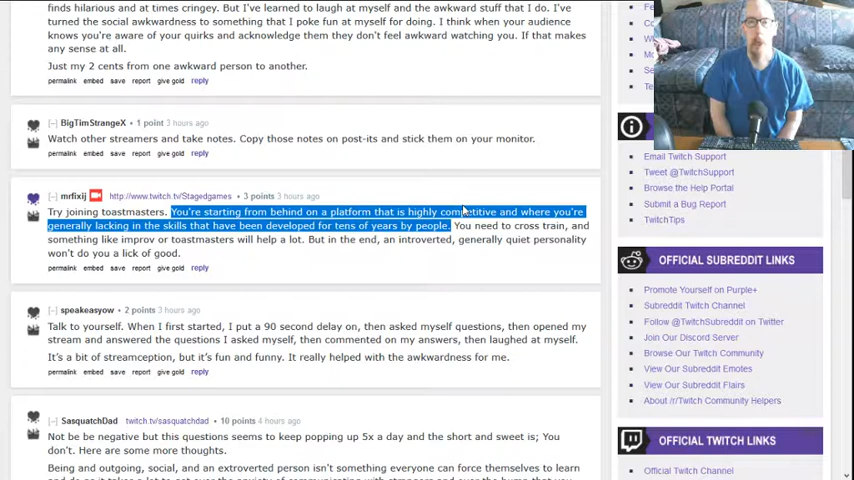 finds hilarious and at times cringey. But I've learned to laugh at myself and the awkward stuff that I do. I've
turned the social awkwardness to something that I poke fun at myself for doing. I think when your audience
knows you're aware of your quirks and acknowledge them they don't feel awkward watching you. If that makes
any sense at all.
Just my 2 cents from one awkward person to another.
permalink embed save report give gold reply
[–] BigTimStrangeX • 1 point 3 hours ago
Watch other streamers and take notes. Copy those notes on post-its and stick them on your monitor.
permalink embed save report give gold reply
[–] mrfixij http://www.twitch.tv/Stagedgames • 3 points 3 hours ago
Try joining toastmasters. You're starting from behind on a platform that is highly competitive and where you're
generally lacking in the skills that have been developed for tens of years by people. You need to cross train, and
something like improv or toastmasters will help a lot. But in the end, an introverted, generally quiet personality
won't do you a lick of good.
permalink embed save report give gold reply
[–] speakeasyow • 2 points 3 hours ago
Talk to yourself. When I first started, I put a 90 second delay on, then asked myself questions, then opened my
stream and answered the questions I asked myself, then commented on my answers, then laughed at myself.
It's a bit of streamception, but it's fun and funny. It really helped with the awkwardness for me.
permalink embed save report give gold reply
[–] SasquatchDad twitch.tv/sasquatchdad • 10 points 4 hours ago
Not be be negative but this questions seems to keep popping up 5x a day and the short and sweet is; You
don't. Here are some more thoughts.
Being and outgoing, social, and an extroverted person isn't something everyone can force themselves to learn
Email Twitch Support
Tweet @TwitchSupport
Browse the Help Portal
Submit a Bug Report
TwitchTips
OFFICIAL SUBREDDIT LINKS
Promote Yourself on Purple+
Subreddit Twitch Channel
Follow @TwitchSubreddit on Twitter
Join Our Discord Server
Browse Our Twitch Community
View Our Subreddit Emotes
View Our Subreddit Flairs
About /r/Twitch Community Helpers
OFFICIAL TWITCH LINKS
Official Twitch Channel